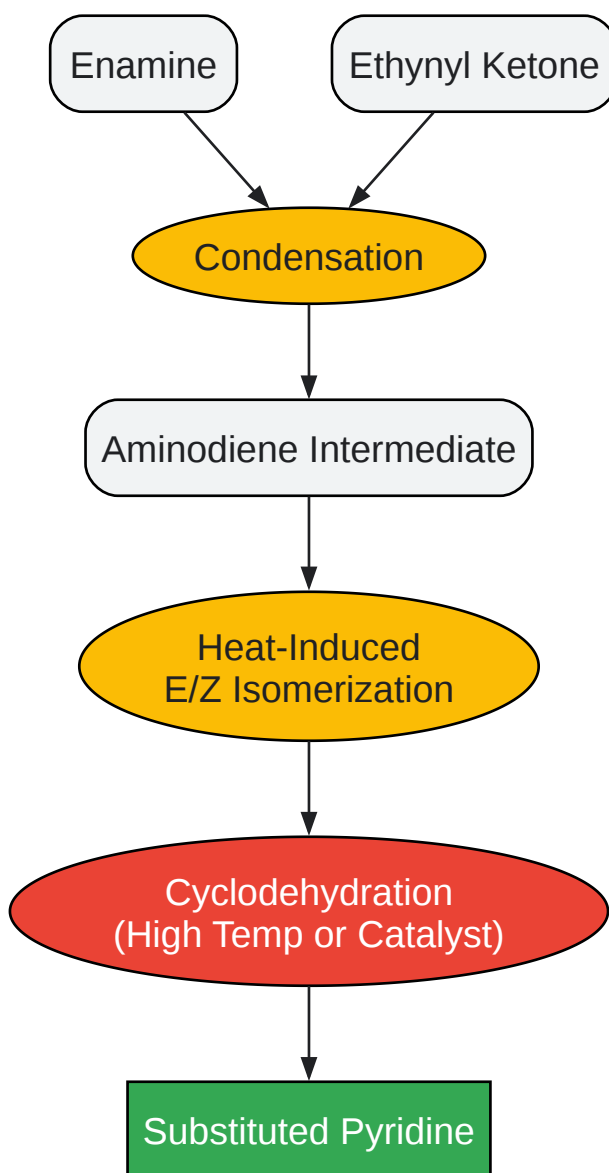 Enamine
Ethynyl Ketone
Condensation
Aminodiene Intermediate
Heat-Induced
E/Z Isomerization
Cyclodehydration
(High Temp or Catalyst)
Substituted Pyridine